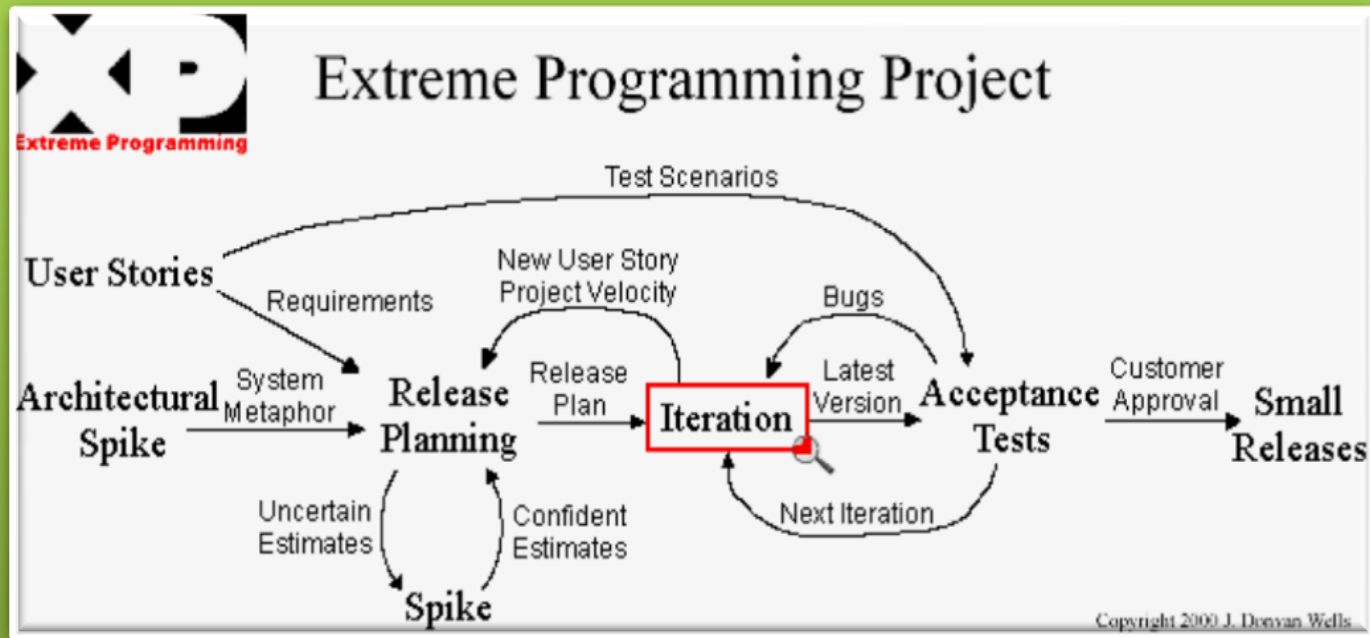 XP
Extreme Programming
Extreme Programming Project
Test Scenarios
User Stories
New User Story
Project Velocity
Requirements
Bugs
Architectural
Spike
System
Metaphor
Release
Planning
Release
Plan
Iteration
Latest
Version
Acceptance
Tests
Customer
Approval
Small
Releases
Uncertain
Estimates
Confident
Estimates
Next Iteration
Spike
Copyright 2000 J. Donvan Wells